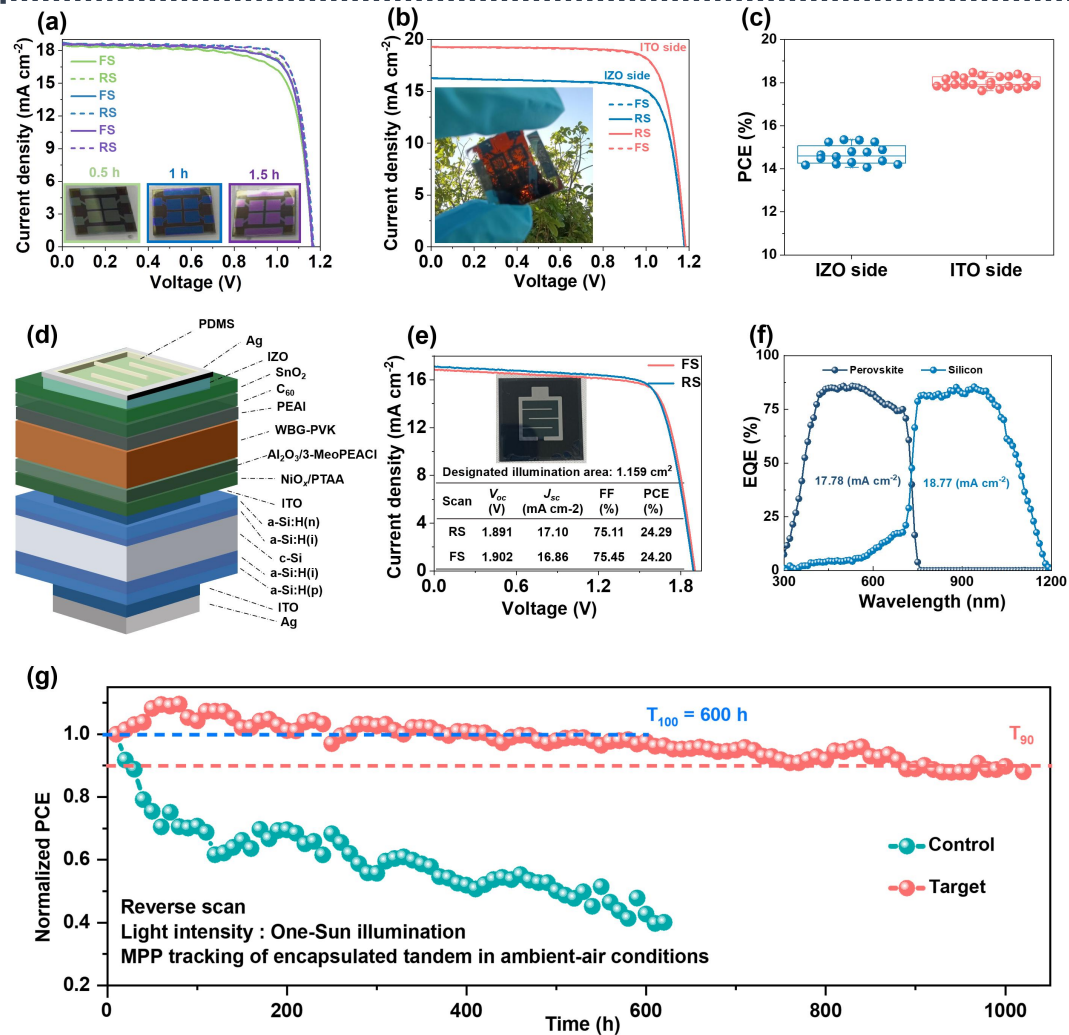 (a)
Current density (mA cm⁻²)
18
15
12
9
6
3
0
FS
RS
FS
RS
FS
RS
0.5 h
1 h
1.5 h
0.0 0.2 0.4 0.6 0.8 1.0 1.2
Voltage (V)
(b)
Current density (mA cm⁻²)
20
15
10
5
0
ITO side
IZO side
FS
RS
RS
FS
0.0 0.2 0.4 0.6 0.8 1.0 1.2
Voltage (V)
(c)
PCE (%)
20
18
16
14
12
10
IZO side
ITO side
(d)
PDMS
Ag
IZO
SnO₂
C₆₀
PEAI
WBG-PVK
Al₂O₃/3-MeoPEACl
NiOₓ/PTAA
ITO
a-Si:H(n)
a-Si:H(i)
c-Si
a-Si:H(i)
a-Si:H(p)
ITO
Ag
(e)
Current density (mA cm⁻²)
16
12
8
4
0
FS
RS
Designated illumination area: 1.159 cm²
Scan Voc (V) Jsc (mA cm-2) FF (%) PCE (%)
RS 1.891 17.10 75.11 24.29
FS 1.902 16.86 75.45 24.20
0.0 0.6 1.2 1.8
Voltage (V)
(f)
EQE (%)
100
75
50
25
0
Perovskite Silicon
17.78 (mA cm⁻²)
18.77 (mA cm⁻²)
300 600 900 1200
Wavelength (nm)
(g)
Normalized PCE
1.0
0.8
0.6
0.4
0.2
T₁₀₀ = 600 h
T₉₀
Control
Target
Reverse scan
Light intensity : One-Sun illumination
MPP tracking of encapsulated tandem in ambient-air conditions
0 200 400 600 800 1000
Time (h)